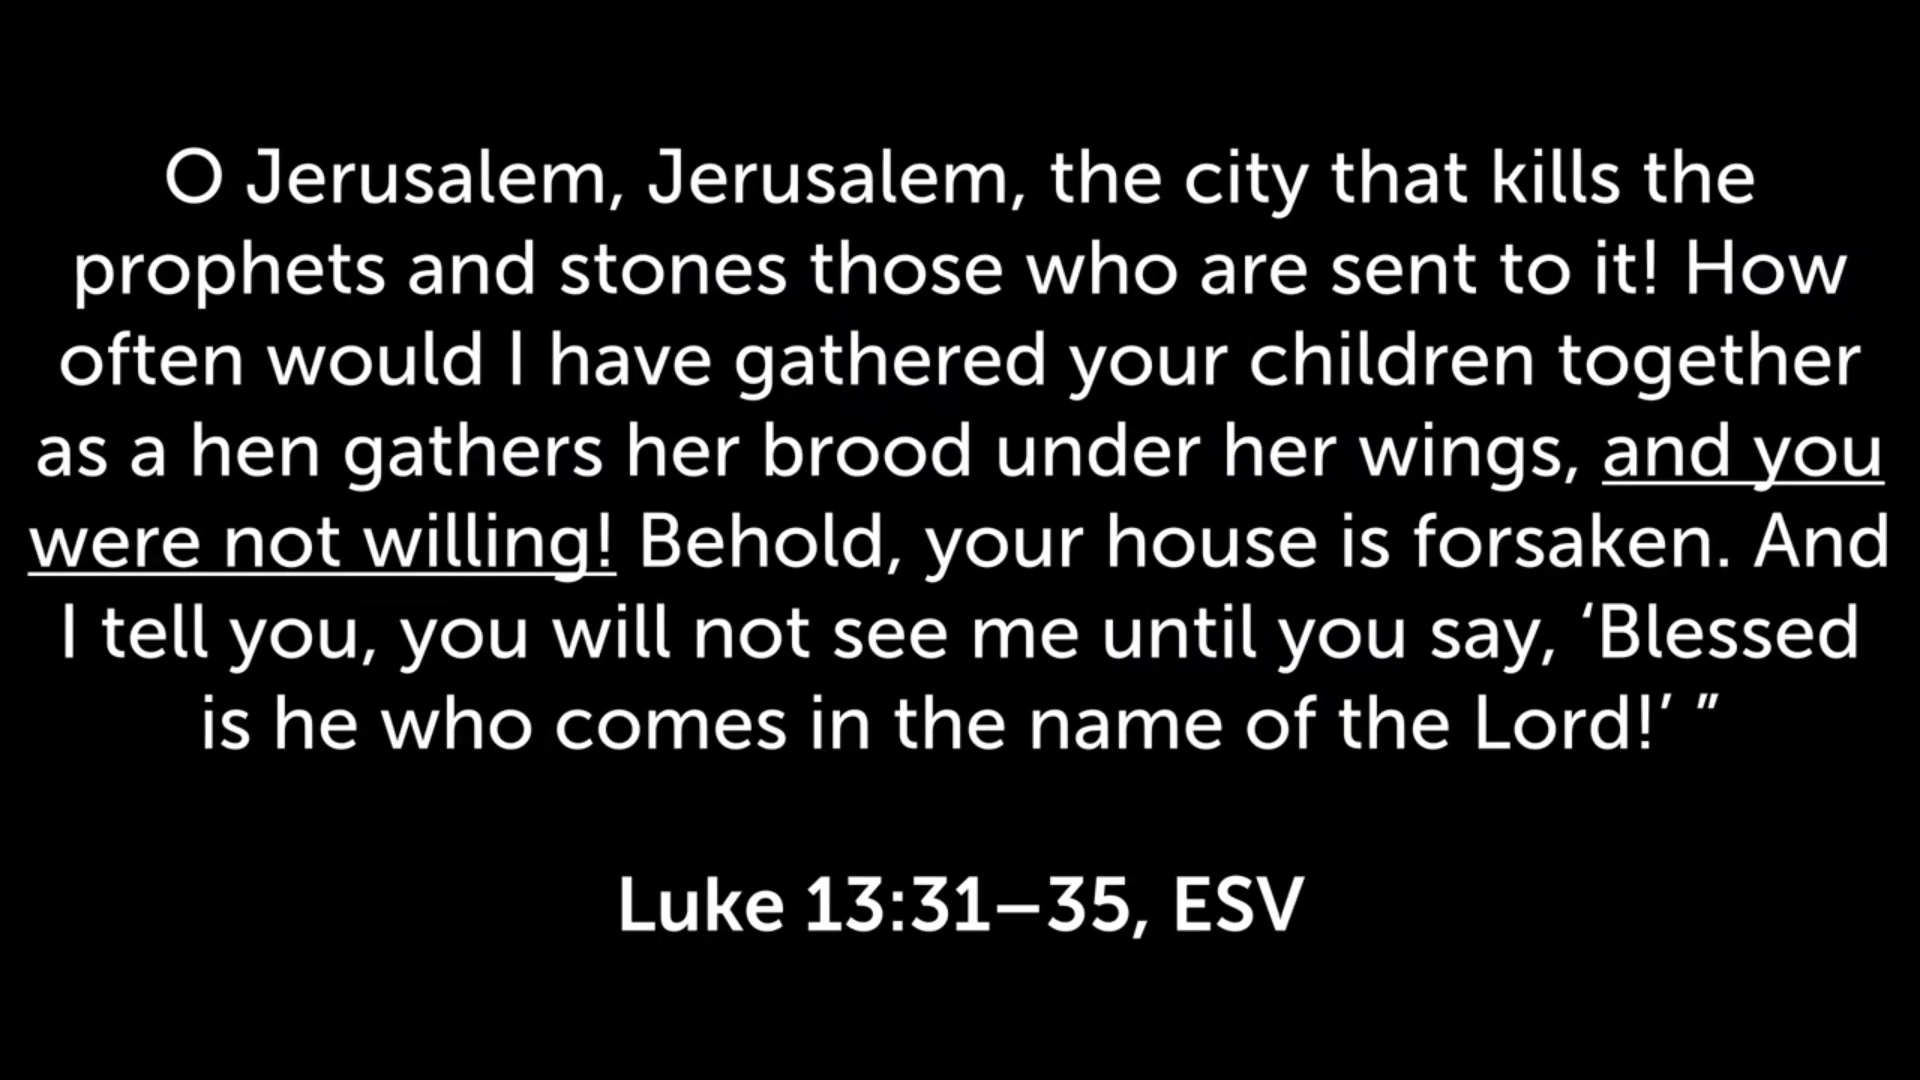 O Jerusalem, Jerusalem, the city that kills the
prophets and stones those who are sent to it! How
often would I have gathered your children together
as a hen gathers her brood under her wings, and you
were not willing! Behold, your house is forsaken. And
I tell you, you will not see me until you say, ‘Blessed
is he who comes in the name of the Lord!’ ”
Luke 13:31–35, ESV